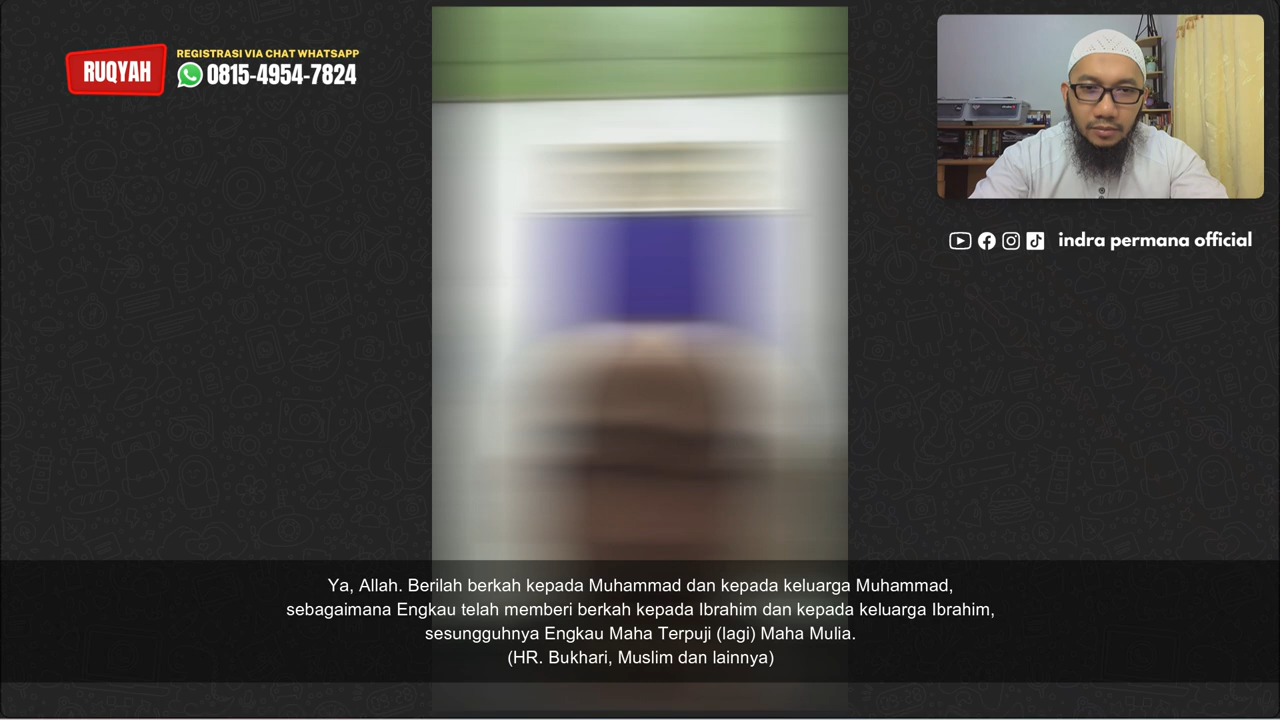 RUQYAH
REGISTRASI VIA CHAT WHATSAPP
0815-4954-7824
indra permana official
Ya, Allah. Berilah berkah kepada Muhammad dan kepada keluarga Muhammad,
sebagaimana Engkau telah memberi berkah kepada Ibrahim dan kepada keluarga Ibrahim,
sesungguhnya Engkau Maha Terpuji (lagi) Maha Mulia.
(HR. Bukhari, Muslim dan lainnya)